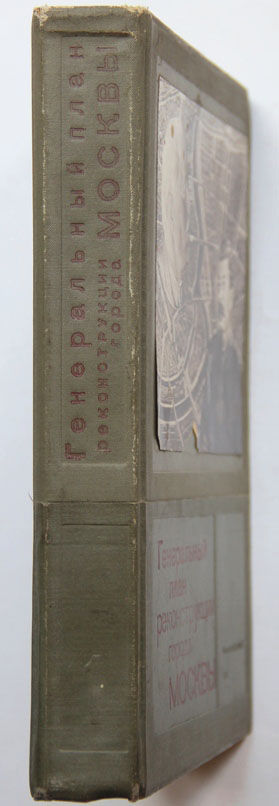 Генеральный план
реконструкции
города
МОСКВЫ
Генеральный
план
реконструкции
города
МОСКВЫ